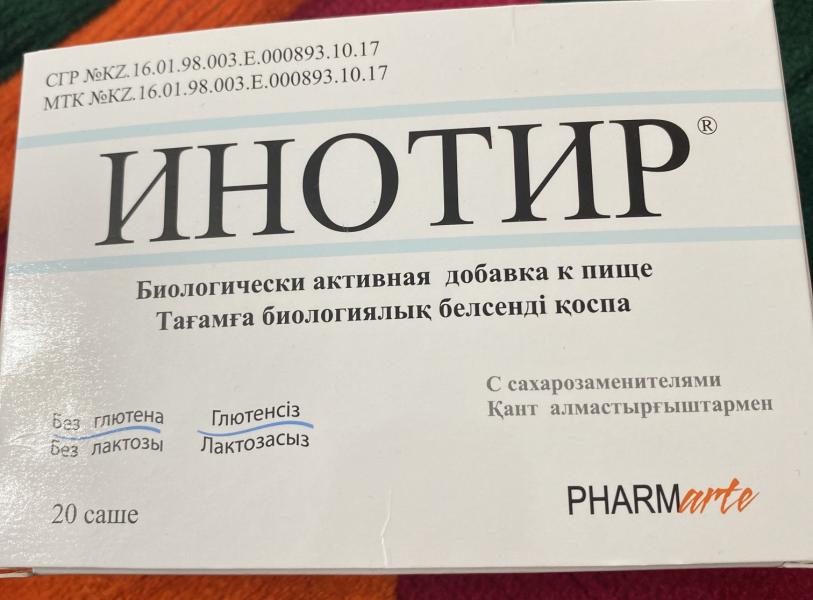 СГР №KZ.16.01.98.003.E.000893.10.17
МТК №KZ.16.01.98.003.E.000893.10.17
ИНОТИР®
Биологически активная добавка к пище
Тағамға биологиялық белсенді қоспа
С сахарозаменителями
Қант алмастырғыштармен
Без глютена
Без лактозы
Глютенсіз
Лактозасыз
20 саше
PHARMarte